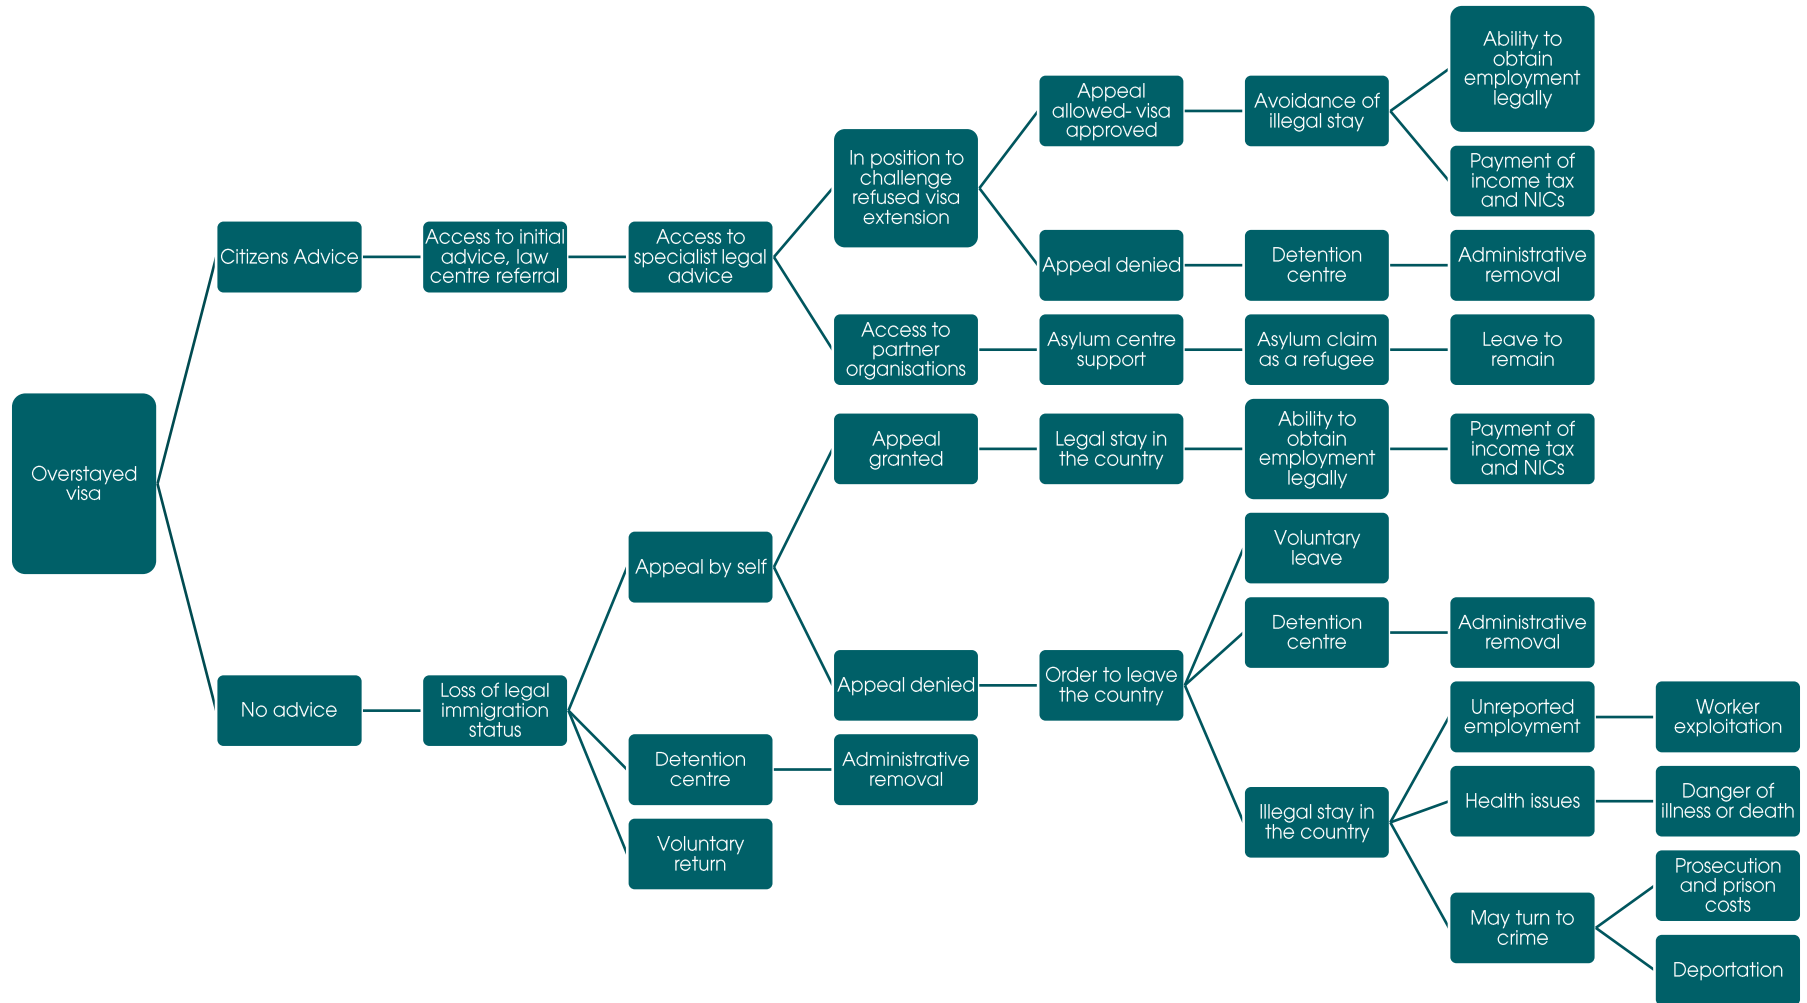 Overstayed
visa
Citizens Advice
Access to initial
advice, law
centre referral
Access to
specialist legal
advice
In position to
challenge
refused visa
extension
Appeal
allowed- visa
approved
Avoidance of
illegal stay
Ability to
obtain
employment
legally
Payment of
income tax
and NICs
Appeal denied
Detention
centre
Administrative
removal
Access to
partner
organisations
Asylum centre
support
Asylum claim
as a refugee
Leave to
remain
No advice
Loss of legal
immigration
status
Appeal by self
Appeal
granted
Legal stay in
the country
Ability to
obtain
employment
legally
Payment of
income tax
and NICs
Appeal denied
Order to leave
the country
Voluntary
leave
Detention
centre
Administrative
removal
Illegal stay in
the country
Unreported
employment
Worker
exploitation
Health issues
Danger of
illness or death
May turn to
crime
Prosecution
and prison
costs
Deportation
Detention
centre
Administrative
removal
Voluntary
return